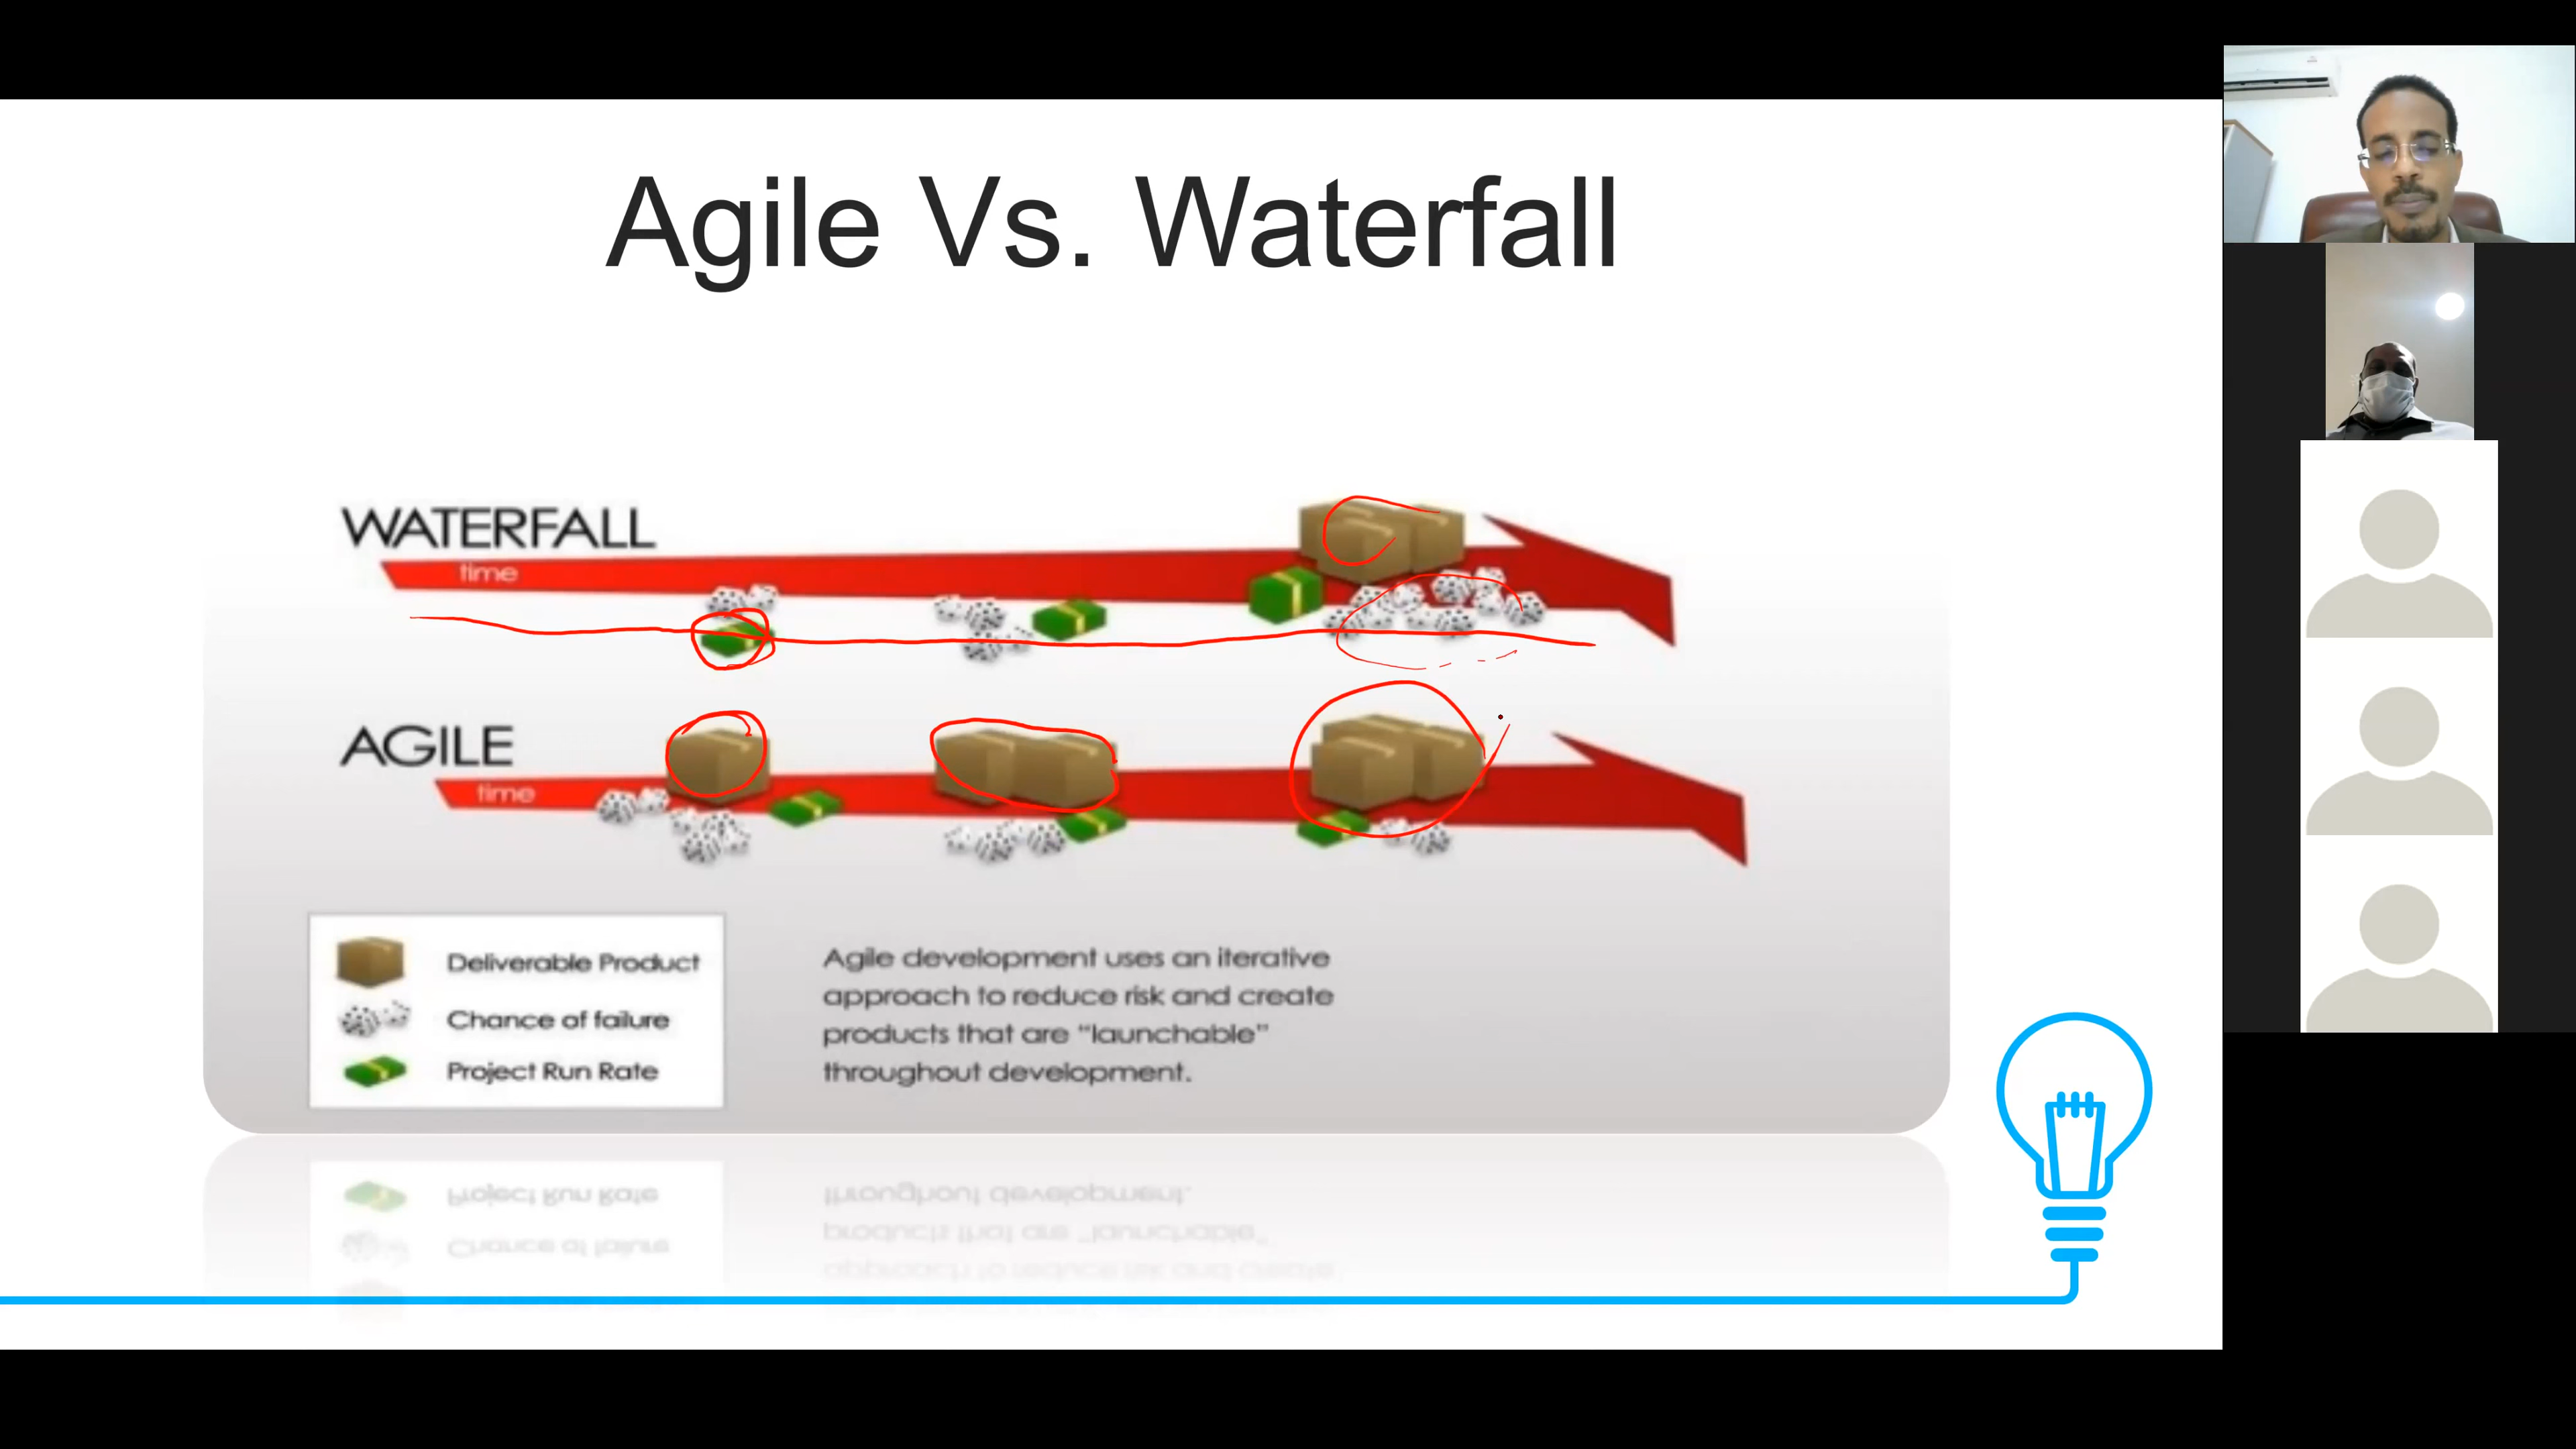 Agile Vs. Waterfall
WATERFALL
time
AGILE
time
Deliverable Product
Chance of failure
Project Run Rate
Agile development uses an iterative
approach to reduce risk and create
products that are “launchable”
throughout development.